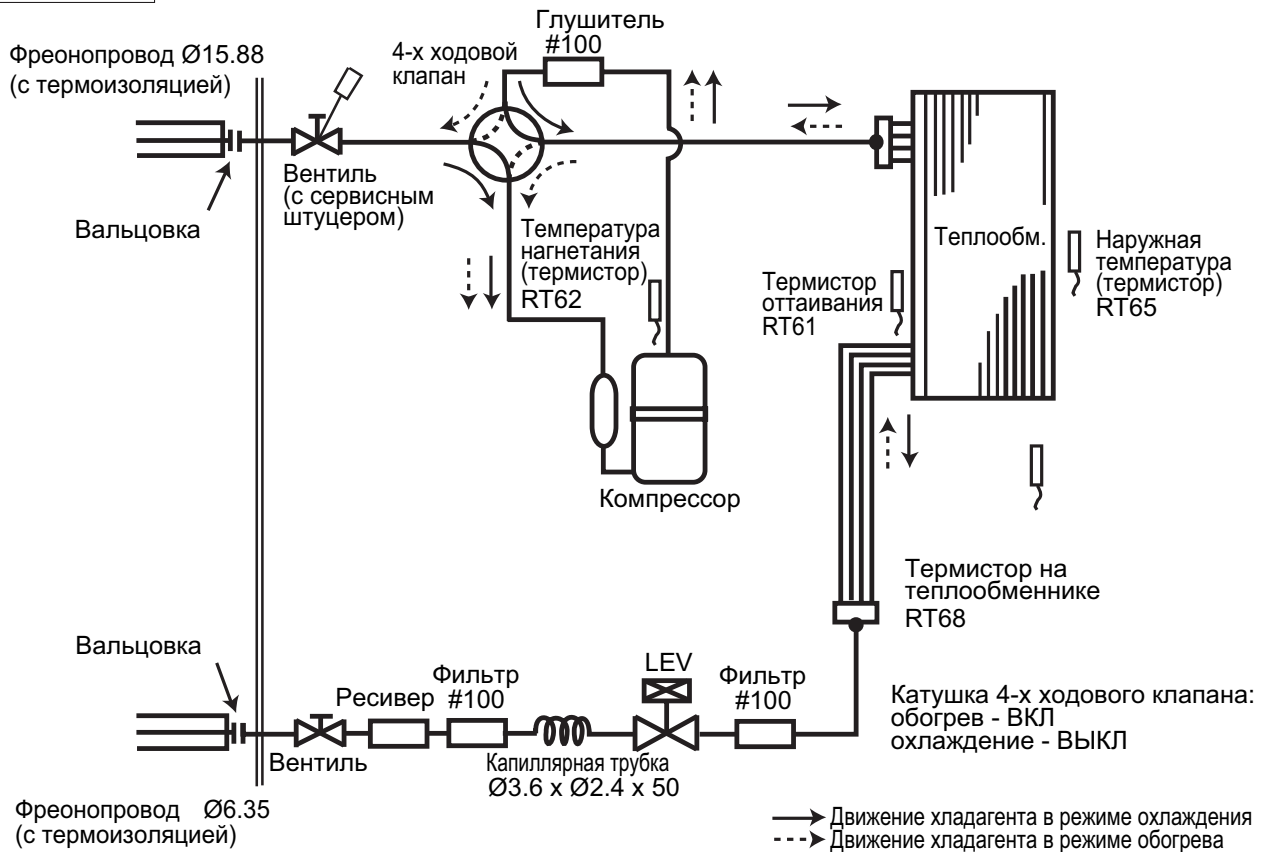 Глушитель
#100
Фреонопровод Ø15.88
(с термоизоляцией)
4-х ходовой
клапан
Вентиль
(с сервисным
штуцером)
Вальцовка
Температура
нагнетания
(термистор)
RT62
Теплообм.
Наружная
температура
(термистор)
RT65
Термистор
оттаивания
RT61
Компрессор
Термистор на
теплообменнике
RT68
Вальцовка
Ресивер
Фильтр
#100
LEV
Фильтр
#100
Катушка 4-х ходового клапана:
обогрев - ВКЛ
охлаждение - ВЫКЛ
Вентиль
Капиллярная трубка
Ø3.6 x Ø2.4 x 50
Фреонопровод Ø6.35
(с термоизоляцией)
Движение хладагента в режиме охлаждения
Движение хладагента в режиме обогрева